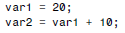 var1 = 20;
var2 = var1 + 10;